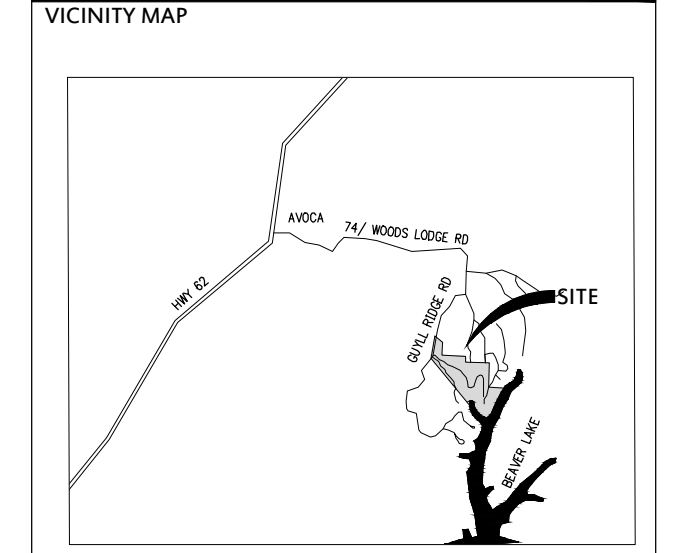 VICINITY MAP
AVOCA
74/ WOODS LODGE RD
HWY 62
SITE
GUYLL RIDGE RD
BEAVER LAKE